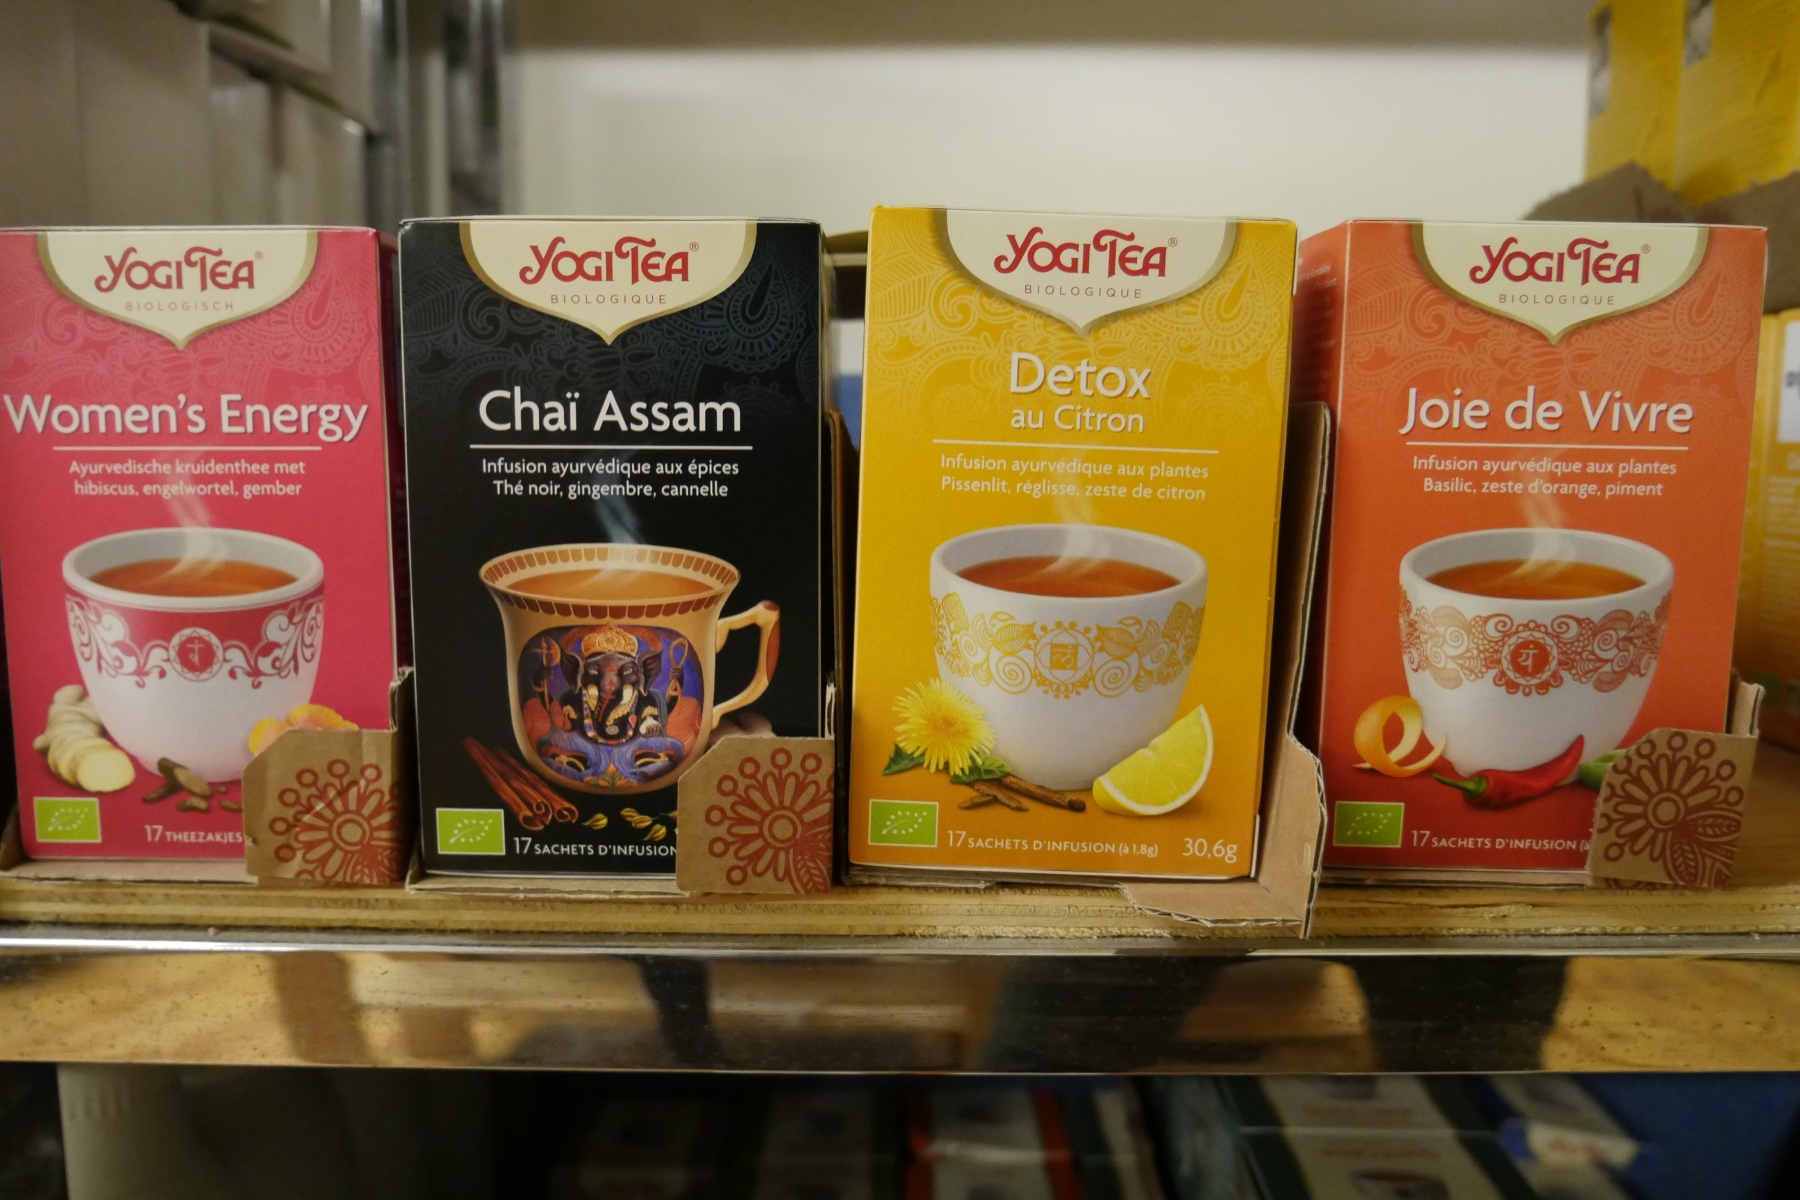 YOGI TEA®
BIOLOGISCH
Women's Energy
Ayurvedische kruidenthee met
hibiscus, engelwortel, gember
17 THEEZAKJES
YOGI TEA®
BIOLOGIQUE
Chaï Assam
Infusion ayurvédique aux épices
Thé noir, gingembre, cannelle
17 SACHETS D'INFUSION
YOGI TEA®
BIOLOGIQUE
Detox
au Citron
Infusion ayurvédique aux plantes
Pissenlit, réglisse, zeste de citron
17 SACHETS D'INFUSION (à 1,8g) 30,6g
YOGI TEA®
BIOLOGIQUE
Joie de Vivre
Infusion ayurvédique aux plantes
Basilic, zeste d'orange, piment
17 SACHETS D'INFUSION (à